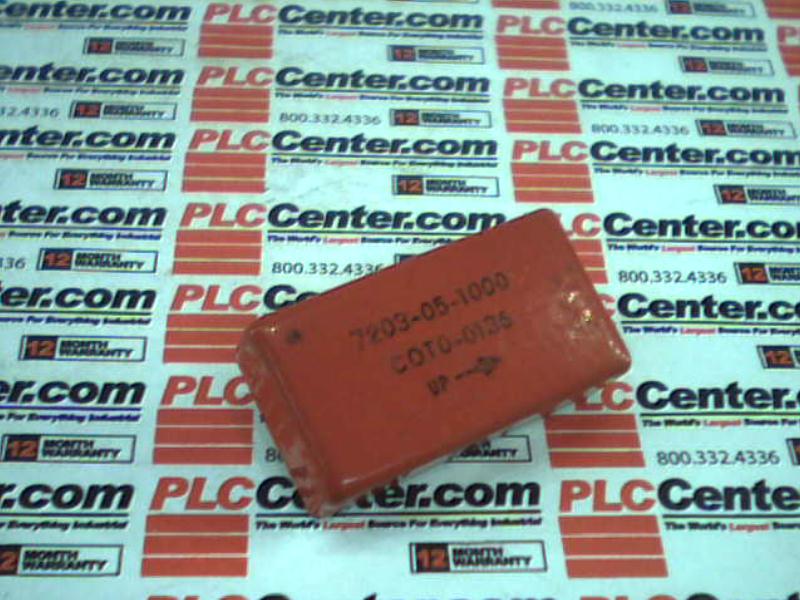 7203-05-1000
COTO-0136
UP
PLCCenter.com
The World's Largest Source For Everything Industrial
800.332.4336
12 MONTH WARRANTY